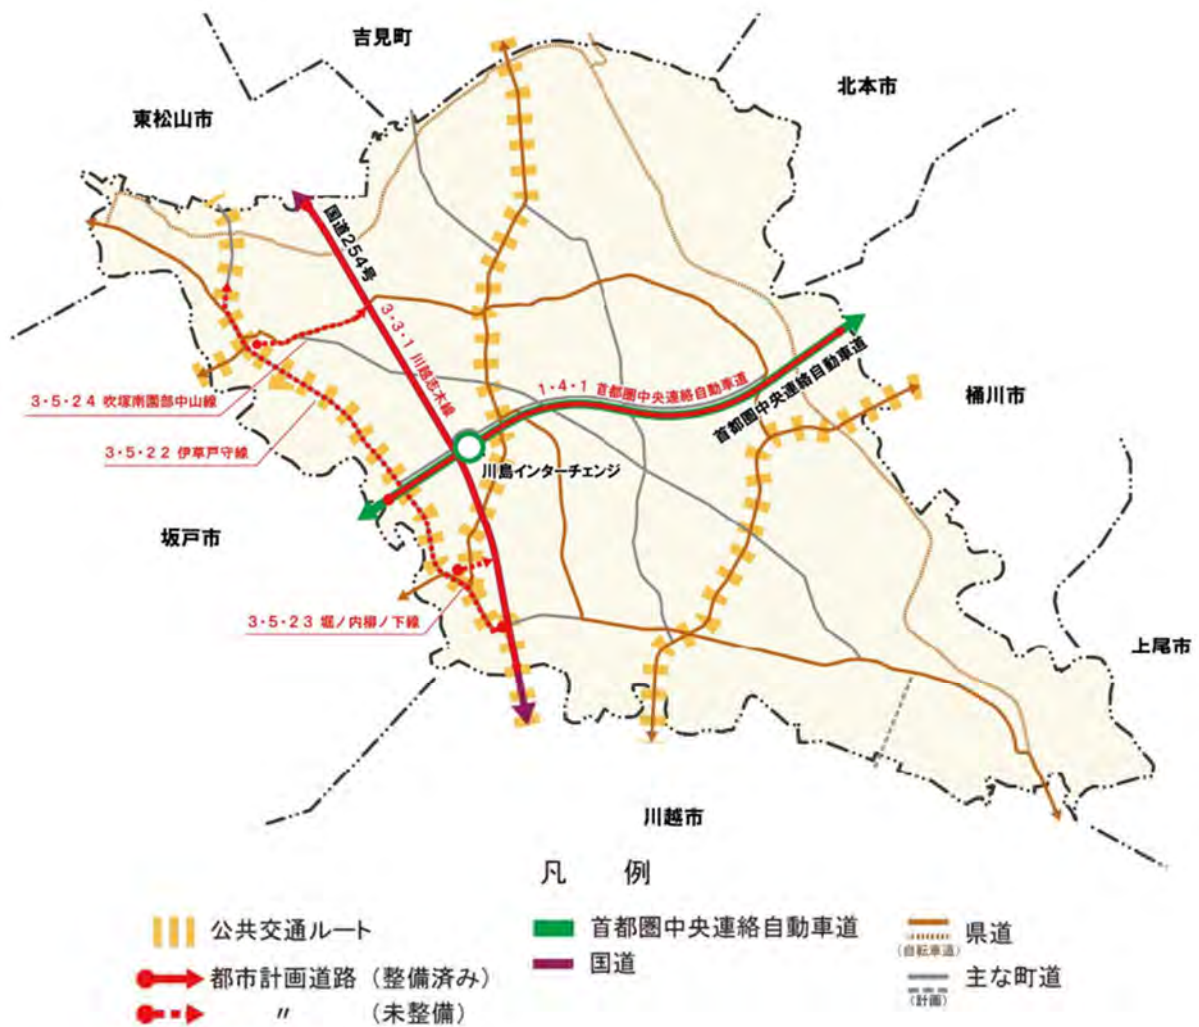 吉見町
北本市
東松山市
国道254号
3・3・1 川越志木線
1・4・1 首都圏中央連絡自動車道
首都圏中央連絡自動車道
3・5・24 吹塚南園部中山線
桶川市
3・5・22 伊草戸守線
川島インターチェンジ
坂戸市
3・5・23 堀ノ内柳ノ下線
上尾市
川越市
凡 例
公共交通ルート
首都圏中央連絡自動車道
県道
(自転車道)
都市計画道路 (整備済み)
国道
主な町道
(計画)
〃 (未整備)